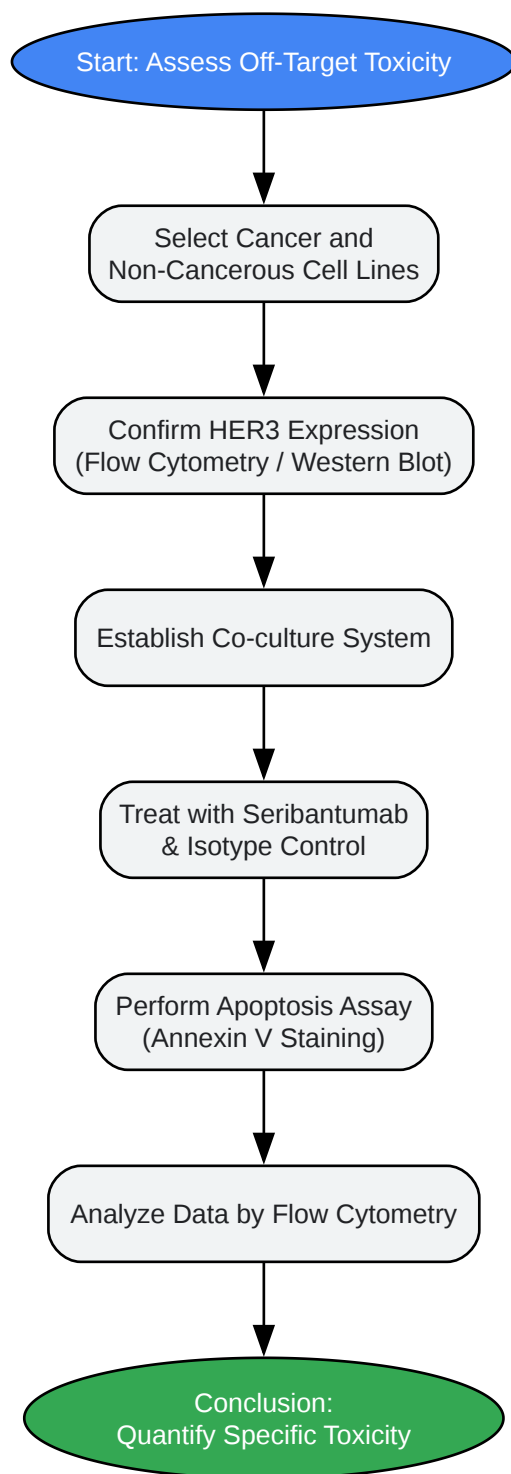 Start: Assess Off-Target Toxicity
Select Cancer and
Non-Cancerous Cell Lines
Confirm HER3 Expression
(Flow Cytometry / Western Blot)
Establish Co-culture System
Treat with Seribantumab
& Isotype Control
Perform Apoptosis Assay
(Annexin V Staining)
Analyze Data by Flow Cytometry
Conclusion:
Quantify Specific Toxicity